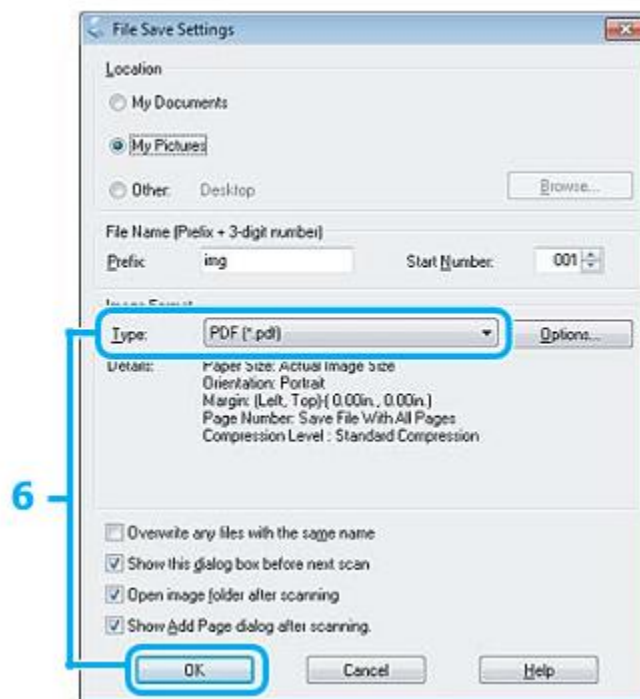 File Save Settings
Location
My Documents
My Pictures
Other: Desktop Browse...
File Name (Prefix + 3-digit number)
Prefix: img Start Number: 001
Image Format
Type: PDF (*.pdf) Options...
Details: Paper Size: Actual Image Size
Orientation: Portrait
Margin: (Left, Top)( 0.00in., 0.00in.)
Page Number: Save File With All Pages
Compression Level : Standard Compression
6
Overwrite any files with the same name
Show this dialog box before next scan
Open image folder after scanning
Show Add Page dialog after scanning.
OK Cancel Help